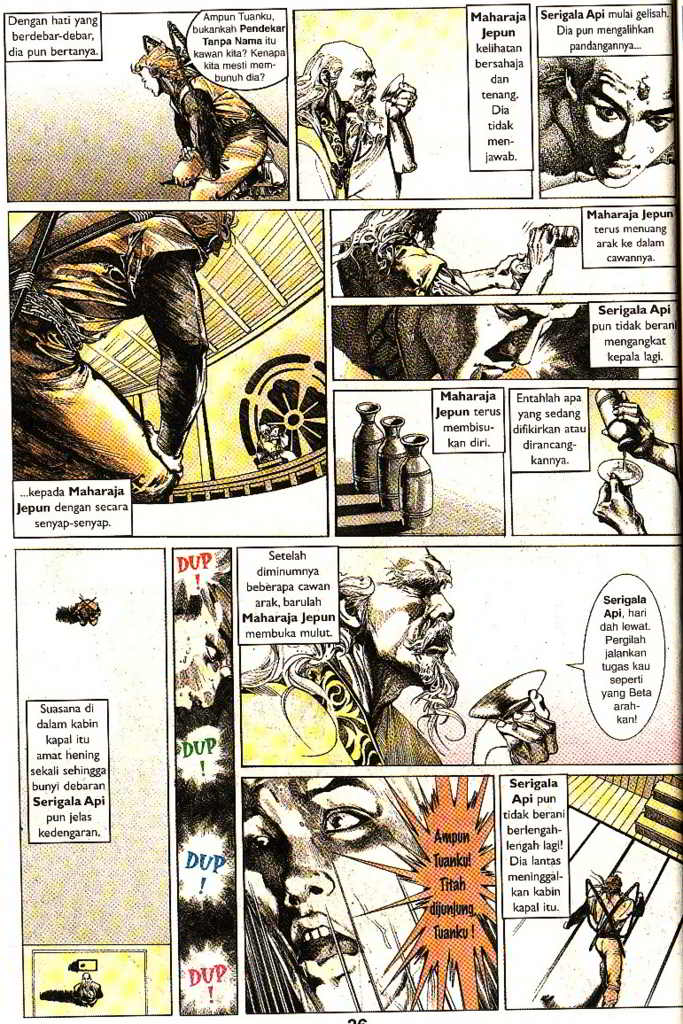 Dengan hati yang
berdebar-debar,
dia pun bertanya.
Ampun Tuanku,
bukankah Pendekar
Tanpa Nama itu
kawan kita? Kenapa
kita mesti mem-
bunuh dia?
Maharaja
Jepun
kelihatan
bersahaja
dan
tenang.
Dia
tidak
men-
jawab.
Serigala Api mulai gelisah.
Dia pun mengalihkan
pandangannya...
...kepada Maharaja
Jepun dengan secara
senyap-senyap.
Maharaja Jepun
terus menuang
arak ke dalam
cawannya.
Serigala Api
pun tidak berani
mengangkat
kepala lagi.
Maharaja
Jepun terus
membisu-
kan diri.
Entahlah apa
yang sedang
difikirkan atau
dirancang-
kannya.
Suasana di
dalam kabin
kapal itu
amat hening
sekali sehingga
bunyi debaran
Serigala Api
pun jelas
kedengaran.
DUP
!
DUP
!
DUP
!
DUP
!
Setelah
diminumnya
beberapa cawan
arak, barulah
Maharaja Jepun
membuka mulut.
Serigala
Api, hari
dah lewat.
Pergilah
jalankan
tugas kau
seperti
yang Beta
arah-
kan!
Ampun
Tuanku!
Titah
dijunjung
Tuanku!
Serigala
Api pun
tidak berani
berlengah-
lengah lagi!
Dia lantas
meninggal-
kan kabin
kapal itu.
26